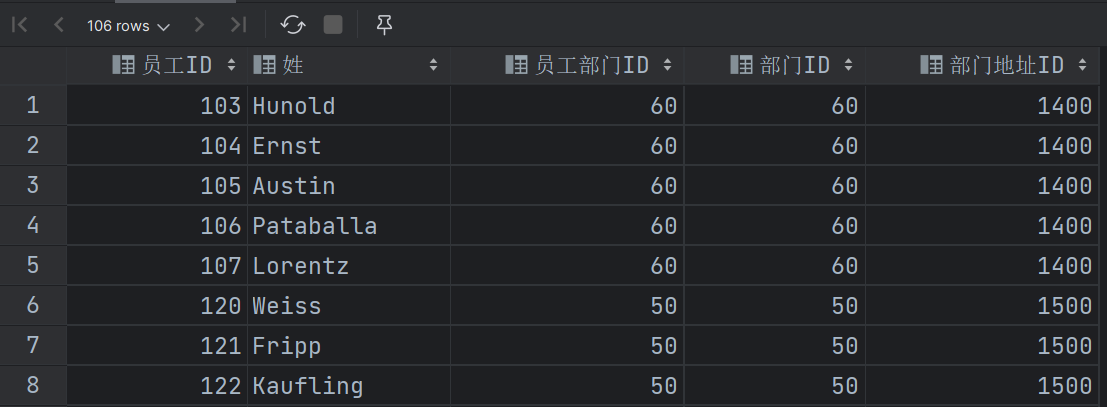 106 rows
员工ID 姓 员工部门ID 部门ID 部门地址ID
1 103 Hunold 60 60 1400
2 104 Ernst 60 60 1400
3 105 Austin 60 60 1400
4 106 Pataballa 60 60 1400
5 107 Lorentz 60 60 1400
6 120 Weiss 50 50 1500
7 121 Fripp 50 50 1500
8 122 Kaufling 50 50 1500